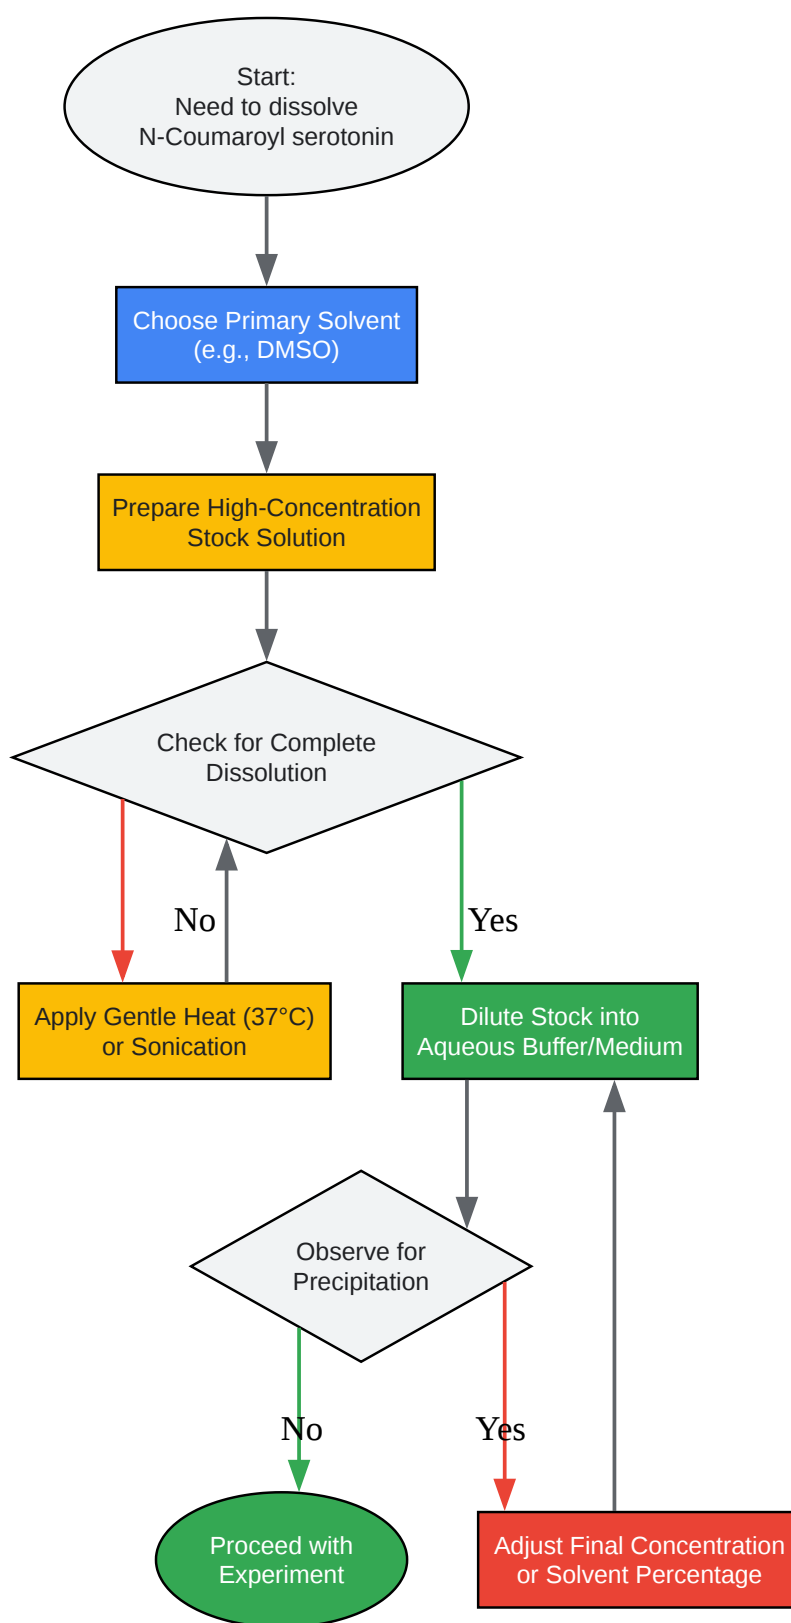 Start:
Need to dissolve
N-Coumaroyl serotonin
Choose Primary Solvent
(e.g., DMSO)
Prepare High-Concentration
Stock Solution
Check for Complete
Dissolution
No
Yes
Apply Gentle Heat (37°C)
or Sonication
Dilute Stock into
Aqueous Buffer/Medium
Observe for
Precipitation
No
Yes
Proceed with
Experiment
Adjust Final Concentration
or Solvent Percentage